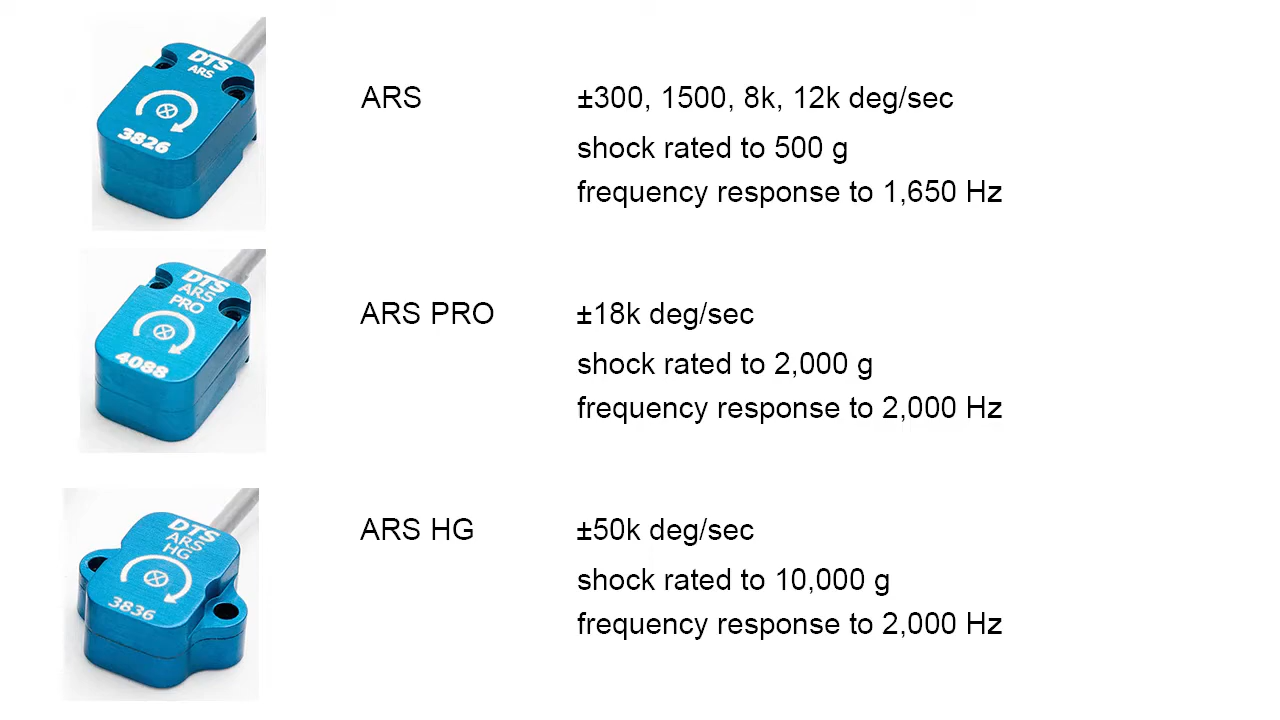 DTS
ARS
3826
ARS
±300, 1500, 8k, 12k deg/sec
shock rated to 500 g
frequency response to 1,650 Hz
DTS
ARS
PRO
4088
ARS PRO
±18k deg/sec
shock rated to 2,000 g
frequency response to 2,000 Hz
DTS
ARS
HG
3836
ARS HG
±50k deg/sec
shock rated to 10,000 g
frequency response to 2,000 Hz